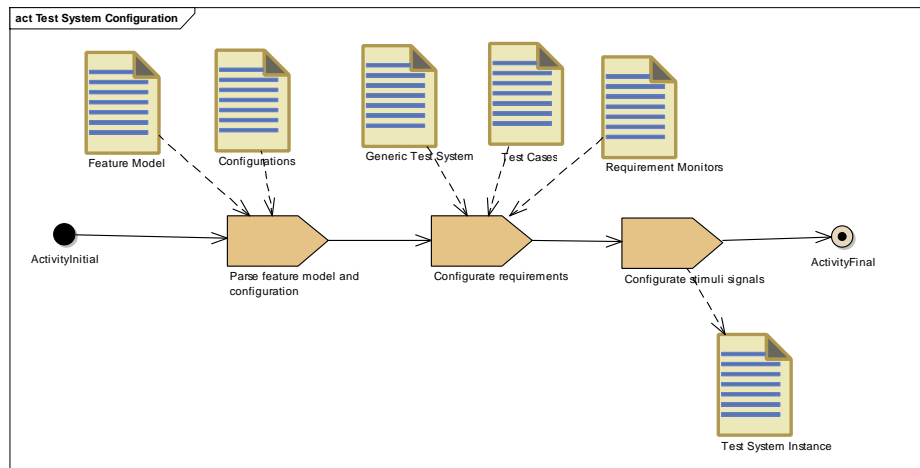 act Test System Configuration
Feature Model
Configurations
Generic Test System
Test Cases
Requirement Monitors
ActivityInitial
Parse feature model and
configuration
Configurate requirements
Configurate stimuli signals
ActivityFinal
Test System Instance